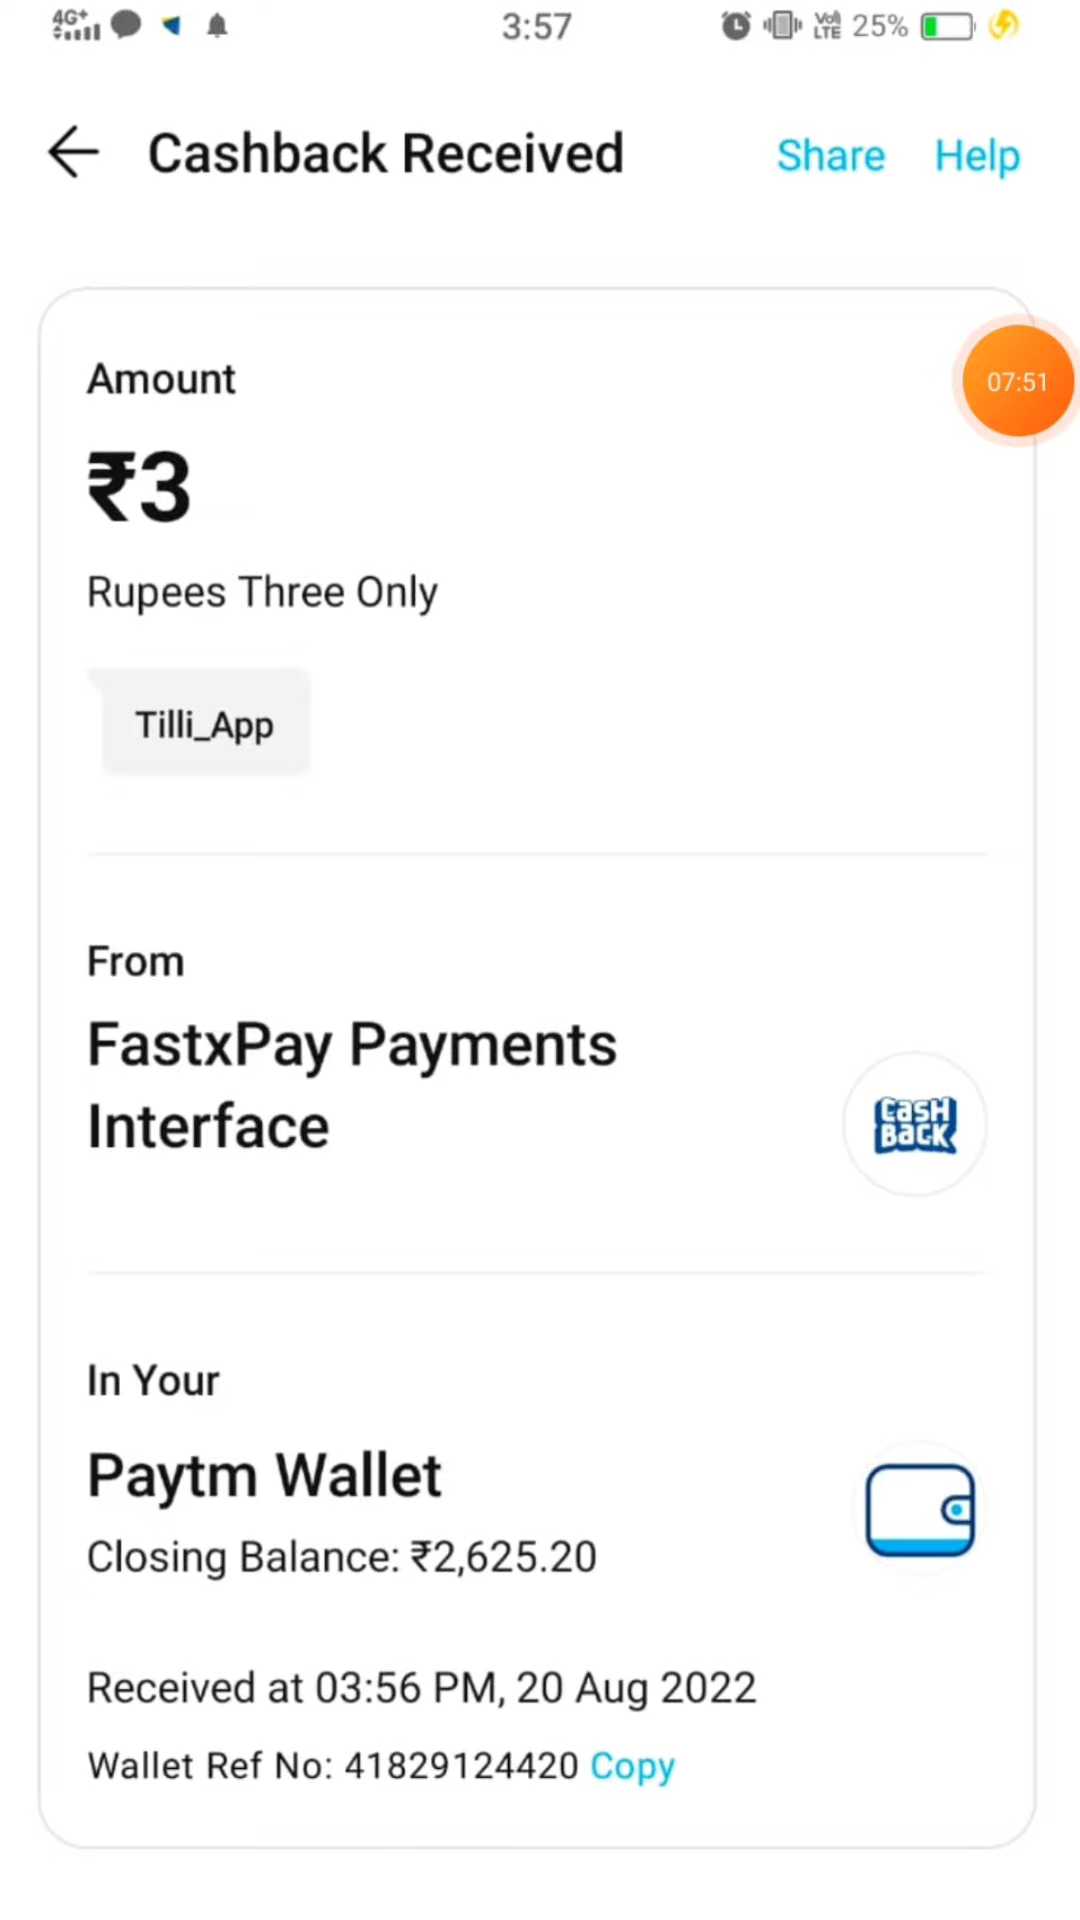 4G+ 3:57 Vo) LTE 25%
Cashback Received Share Help
Amount
07:51
₹3
Rupees Three Only
Tilli_App
From
FastxPay Payments
Interface
CASH
BACK
In Your
Paytm Wallet
Closing Balance: ₹2,625.20
Received at 03:56 PM, 20 Aug 2022
Wallet Ref No: 41829124420 Copy